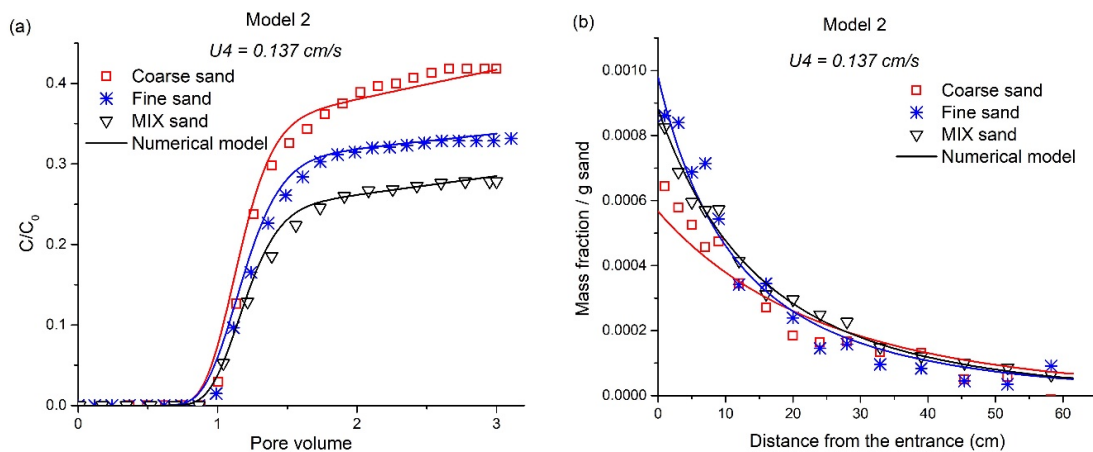 (a)
Model 2
U4 = 0.137 cm/s
Coarse sand
Fine sand
MIX sand
Numerical model
C/C0
0.4
0.3
0.2
0.1
0.0
0 1 2 3
Pore volume
(b)
Model 2
U4 = 0.137 cm/s
Coarse sand
Fine sand
MIX sand
Numerical model
Mass fraction / g sand
0.0010
0.0008
0.0006
0.0004
0.0002
0.0000
0 10 20 30 40 50 60
Distance from the entrance (cm)